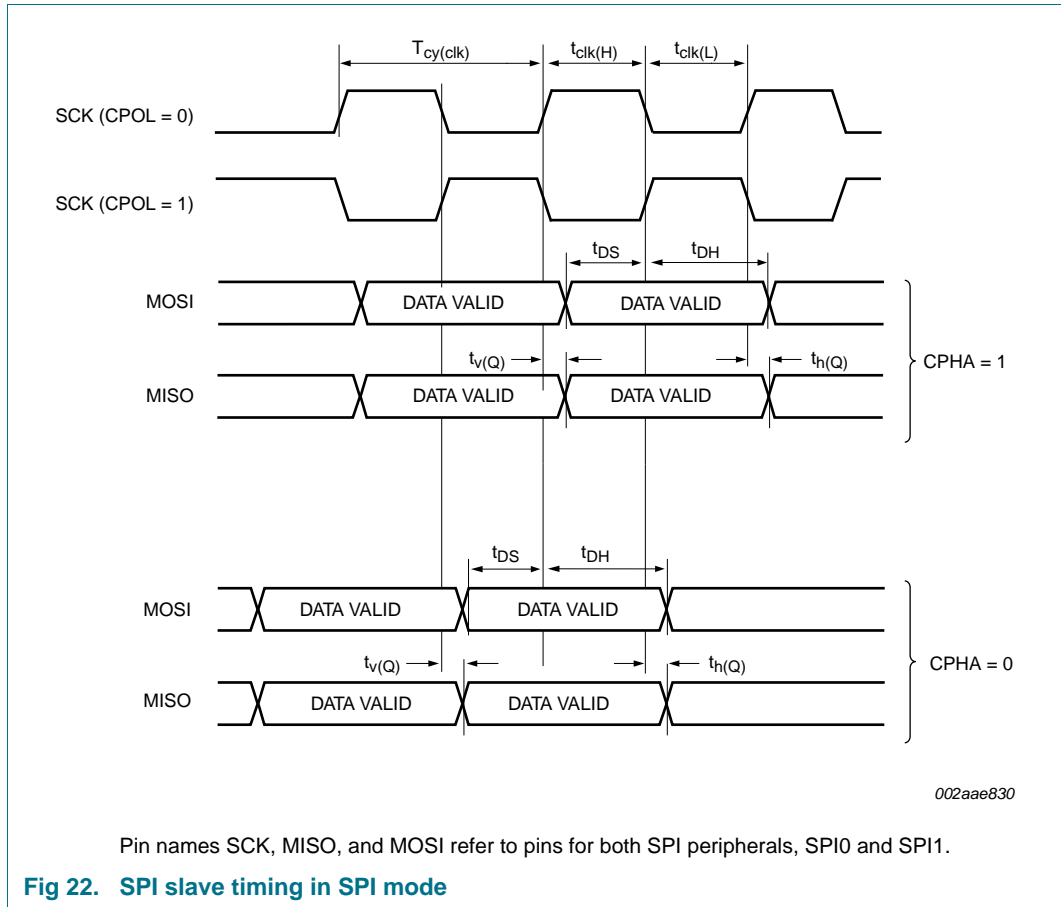 Tcy(clk) tclk(H) tclk(L)
SCK (CPOL = 0)
SCK (CPOL = 1)
tDS tDH
MOSI DATA VALID DATA VALID
tv(Q) th(Q)
CPHA = 1
MISO DATA VALID DATA VALID
tDS tDH
MOSI DATA VALID DATA VALID
tv(Q) th(Q)
CPHA = 0
MISO DATA VALID DATA VALID
002aae830
Pin names SCK, MISO, and MOSI refer to pins for both SPI peripherals, SPI0 and SPI1.
Fig 22. SPI slave timing in SPI mode